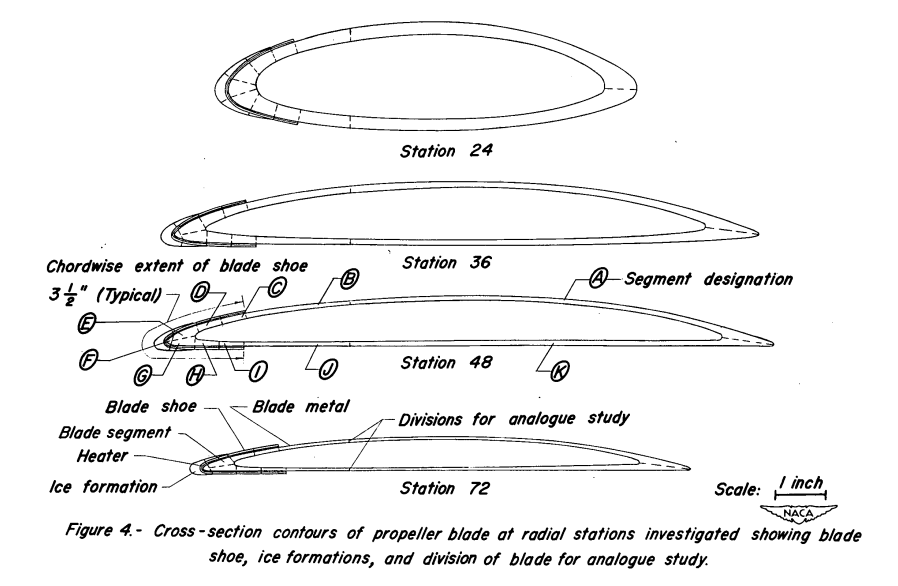 Station 24
Station 36
Chordwise extent of blade shoe
3 1/2" (Typical)
D
C
B
A Segment designation
E
F
G
H
I
J
K
Station 48
Blade shoe
Blade metal
Divisions for analogue study
Blade segment
Heater
Ice formation
Station 72
Scale: 1 inch
NACA
Figure 4.- Cross-section contours of propeller blade at radial stations investigated showing blade
shoe, ice formations, and division of blade for analogue study.